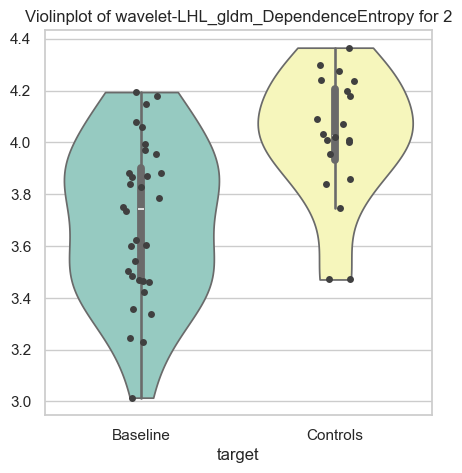 Violinplot of wavelet-LHL_gldm_DependenceEntropy for 2
4.4
4.2
4.0
3.8
3.6
3.4
3.2
3.0
Baseline Controls
target